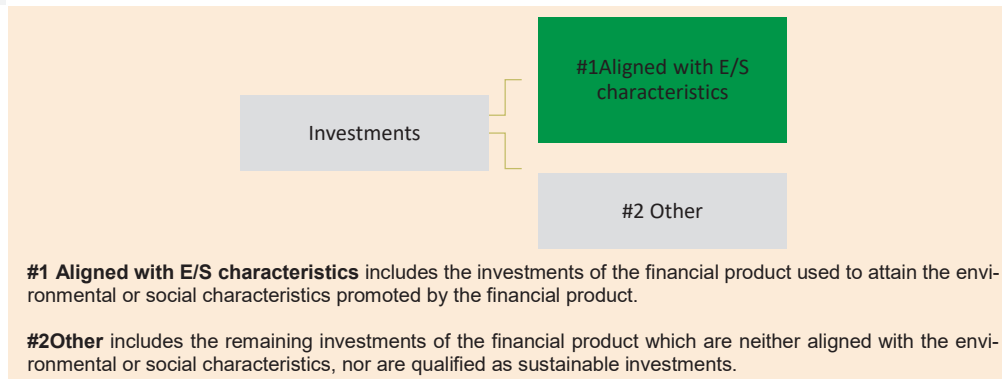 #1Aligned with E/S
characteristics
Investments
#2 Other
#1 Aligned with E/S characteristics includes the investments of the financial product used to attain the envi-
ronmental or social characteristics promoted by the financial product.
#2Other includes the remaining investments of the financial product which are neither aligned with the envi-
ronmental or social characteristics, nor are qualified as sustainable investments.